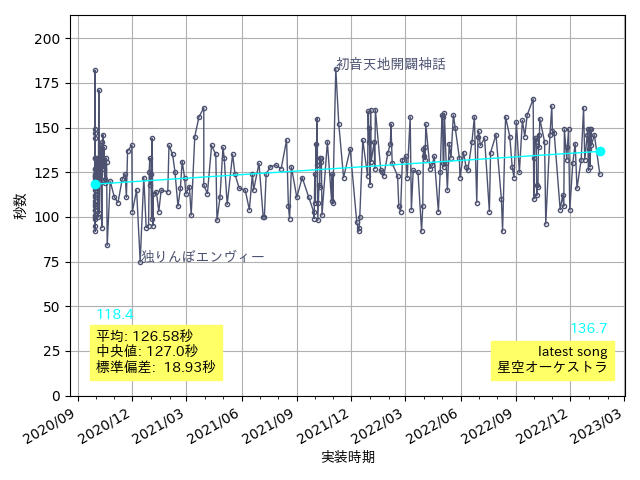 200
175
150
125
100
75
50
25
0
秒数
初音天地開闢神話
独りんぼエンヴィー
118.4
136.7
平均: 126.58秒
中央値: 127.0秒
標準偏差: 18.93秒
latest song
星空オーケストラ
2020/09
2020/12
2021/03
2021/06
2021/09
2021/12
2022/03
2022/06
2022/09
2022/12
2023/03
実装時期